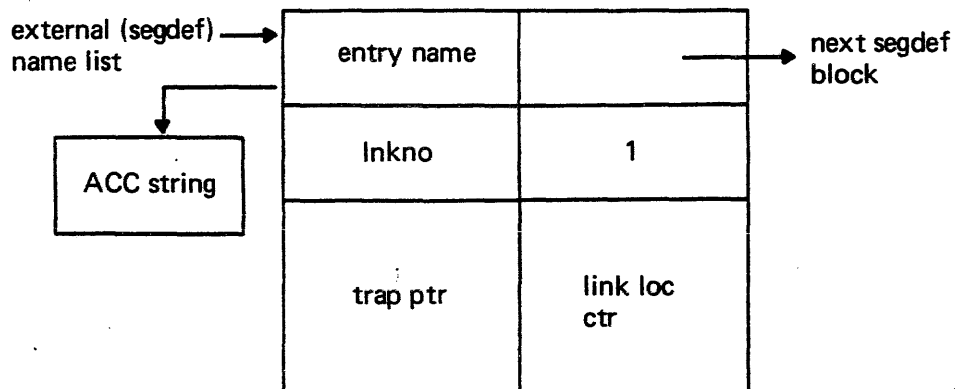 external (segdef)
name list
entry name
next segdef
block
ACC string
lnkno
1
trap ptr
link loc
ctr